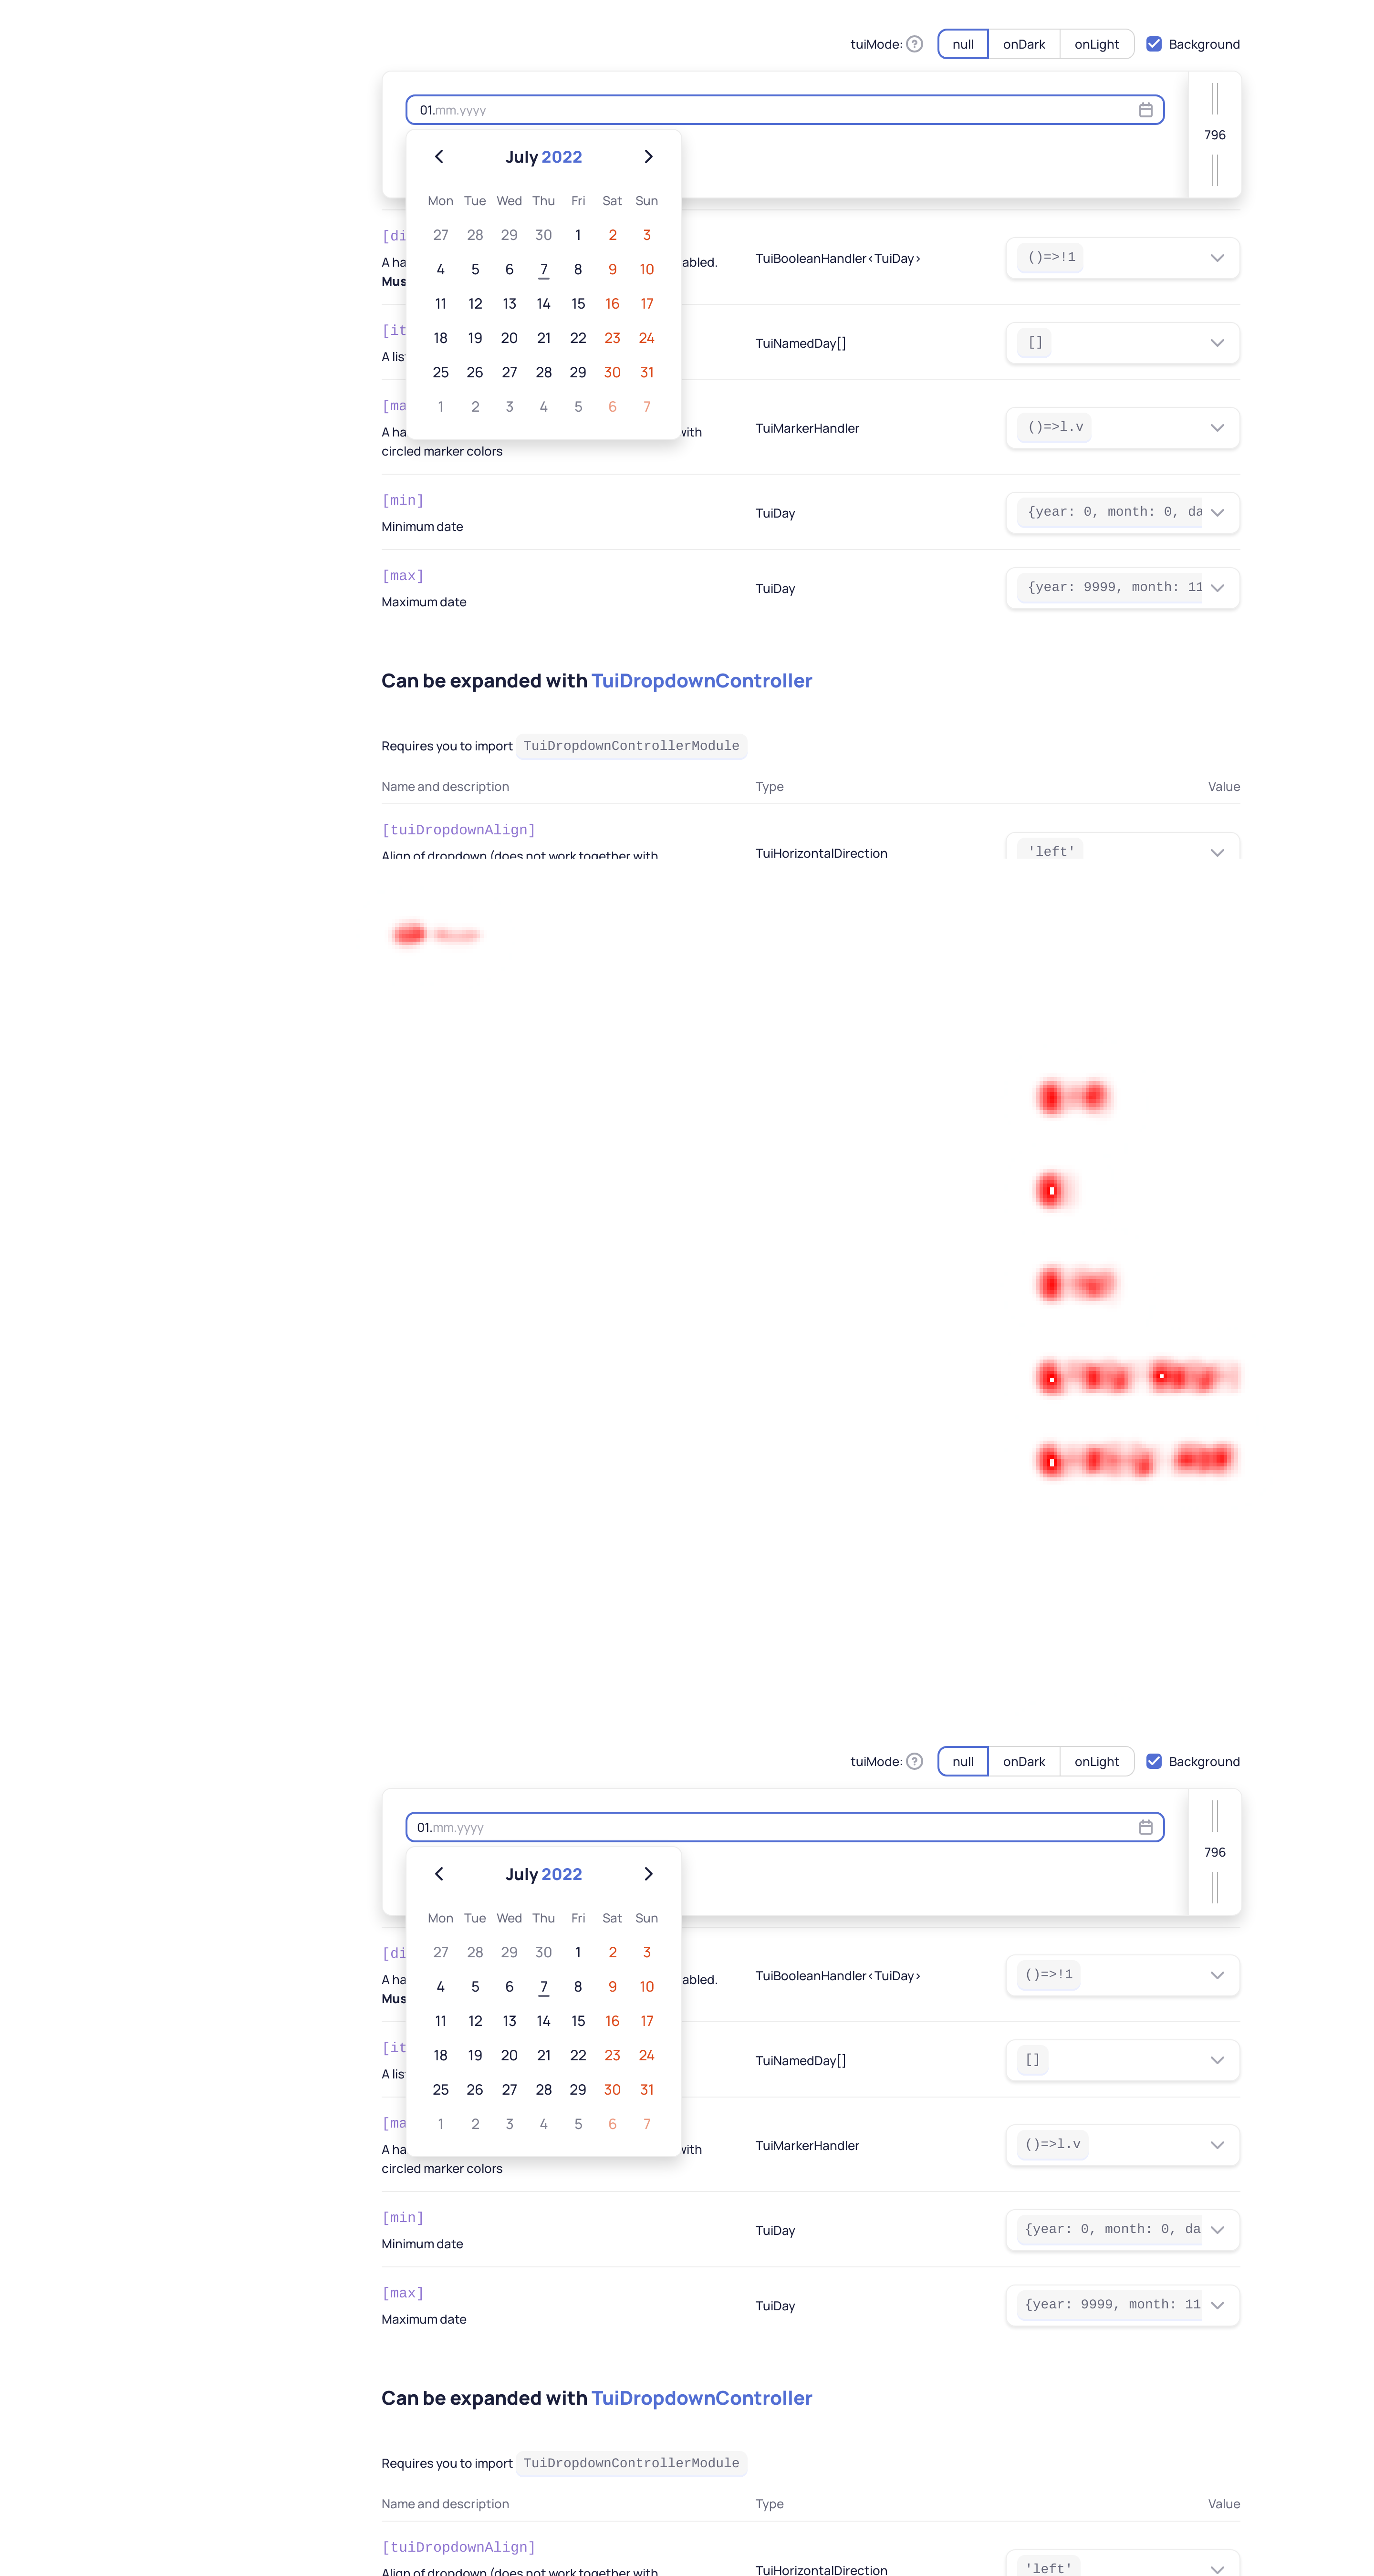 tuiMode: ? null onDark onLight Background
01.mm.yyyy
796
July 2022
Mon Tue Wed Thu Fri Sat Sun
27 28 29 30 1 2 3
4 5 6 7 8 9 10
11 12 13 14 15 16 17
18 19 20 21 22 23 24
25 26 27 28 29 30 31
1 2 3 4 5 6 7
[di
A ha abled.
Mus
TuiBooleanHandler<TuiDay>
()=>!1
[it
A lis
TuiNamedDay[]
[]
[ma
A ha with
circled marker colors
TuiMarkerHandler
()=>l.v
[min]
Minimum date
TuiDay
{year: 0, month: 0, da
[max]
Maximum date
TuiDay
{year: 9999, month: 11
Can be expanded with TuiDropdownController
Requires you to import TuiDropdownControllerModule
Name and description Type Value
[tuiDropdownAlign]
Align of dropdown (does not work together with
TuiHorizontalDirection
'left'
tuiMode: ? null onDark onLight Background
01.mm.yyyy
796
July 2022
Mon Tue Wed Thu Fri Sat Sun
27 28 29 30 1 2 3
4 5 6 7 8 9 10
11 12 13 14 15 16 17
18 19 20 21 22 23 24
25 26 27 28 29 30 31
1 2 3 4 5 6 7
[di
A ha abled.
Mus
TuiBooleanHandler<TuiDay>
()=>!1
[it
A lis
TuiNamedDay[]
[]
[ma
A ha with
circled marker colors
TuiMarkerHandler
()=>l.v
[min]
Minimum date
TuiDay
{year: 0, month: 0, da
[max]
Maximum date
TuiDay
{year: 9999, month: 11
Can be expanded with TuiDropdownController
Requires you to import TuiDropdownControllerModule
Name and description Type Value
[tuiDropdownAlign]
Align of dropdown (does not work together with
TuiHorizontalDirection
'left'